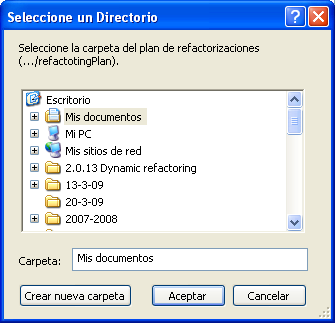 Seleccione un Directorio
Seleccione la carpeta del plan de refactorizaciones
(.../refactotingPlan).
Escritorio
Mis documentos
Mi PC
Mis sitios de red
2.0.13 Dynamic refactoring
13-3-09
20-3-09
2007-2008
Carpeta:
Mis documentos
Crear nueva carpeta
Aceptar
Cancelar